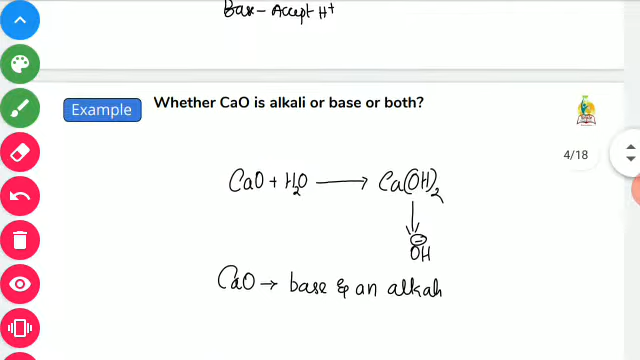 Base - Accept H+
Example
Whether CaO is alkali or base or both?
4/18
CaO + H₂O → Ca(OH)₂
OH
CaO → base & an alkali